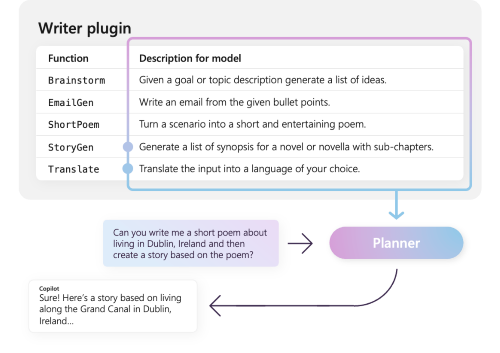 Writer plugin
Function Description for model
Brainstorm Given a goal or topic description generate a list of ideas.
EmailGen Write an email from the given bullet points.
ShortPoem Turn a scenario into a short and entertaining poem.
StoryGen Generate a list of synopsis for a novel or novella with sub-chapters.
Translate Translate the input into a language of your choice.
Can you write me a short poem about
living in Dublin, Ireland and then
create a story based on the poem?
Planner
Copilot
Sure! Here's a story based on living
along the Grand Canal in Dublin,
Ireland...